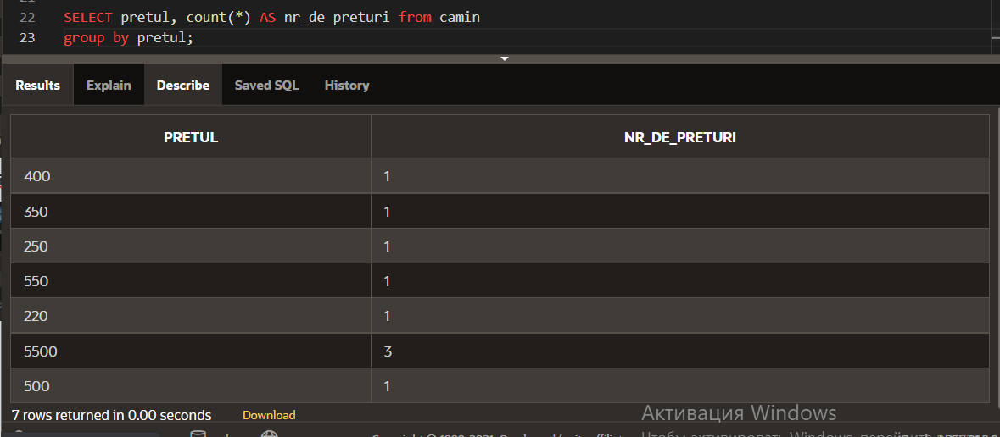 22 SELECT pretul, count(*) AS nr_de_preturi from camin
23 group by pretul;
Results Explain Describe Saved SQL History
PRETUL NR_DE_PRETURI
400 1
350 1
250 1
550 1
220 1
5500 3
500 1
7 rows returned in 0.00 seconds Download
Активация Windows